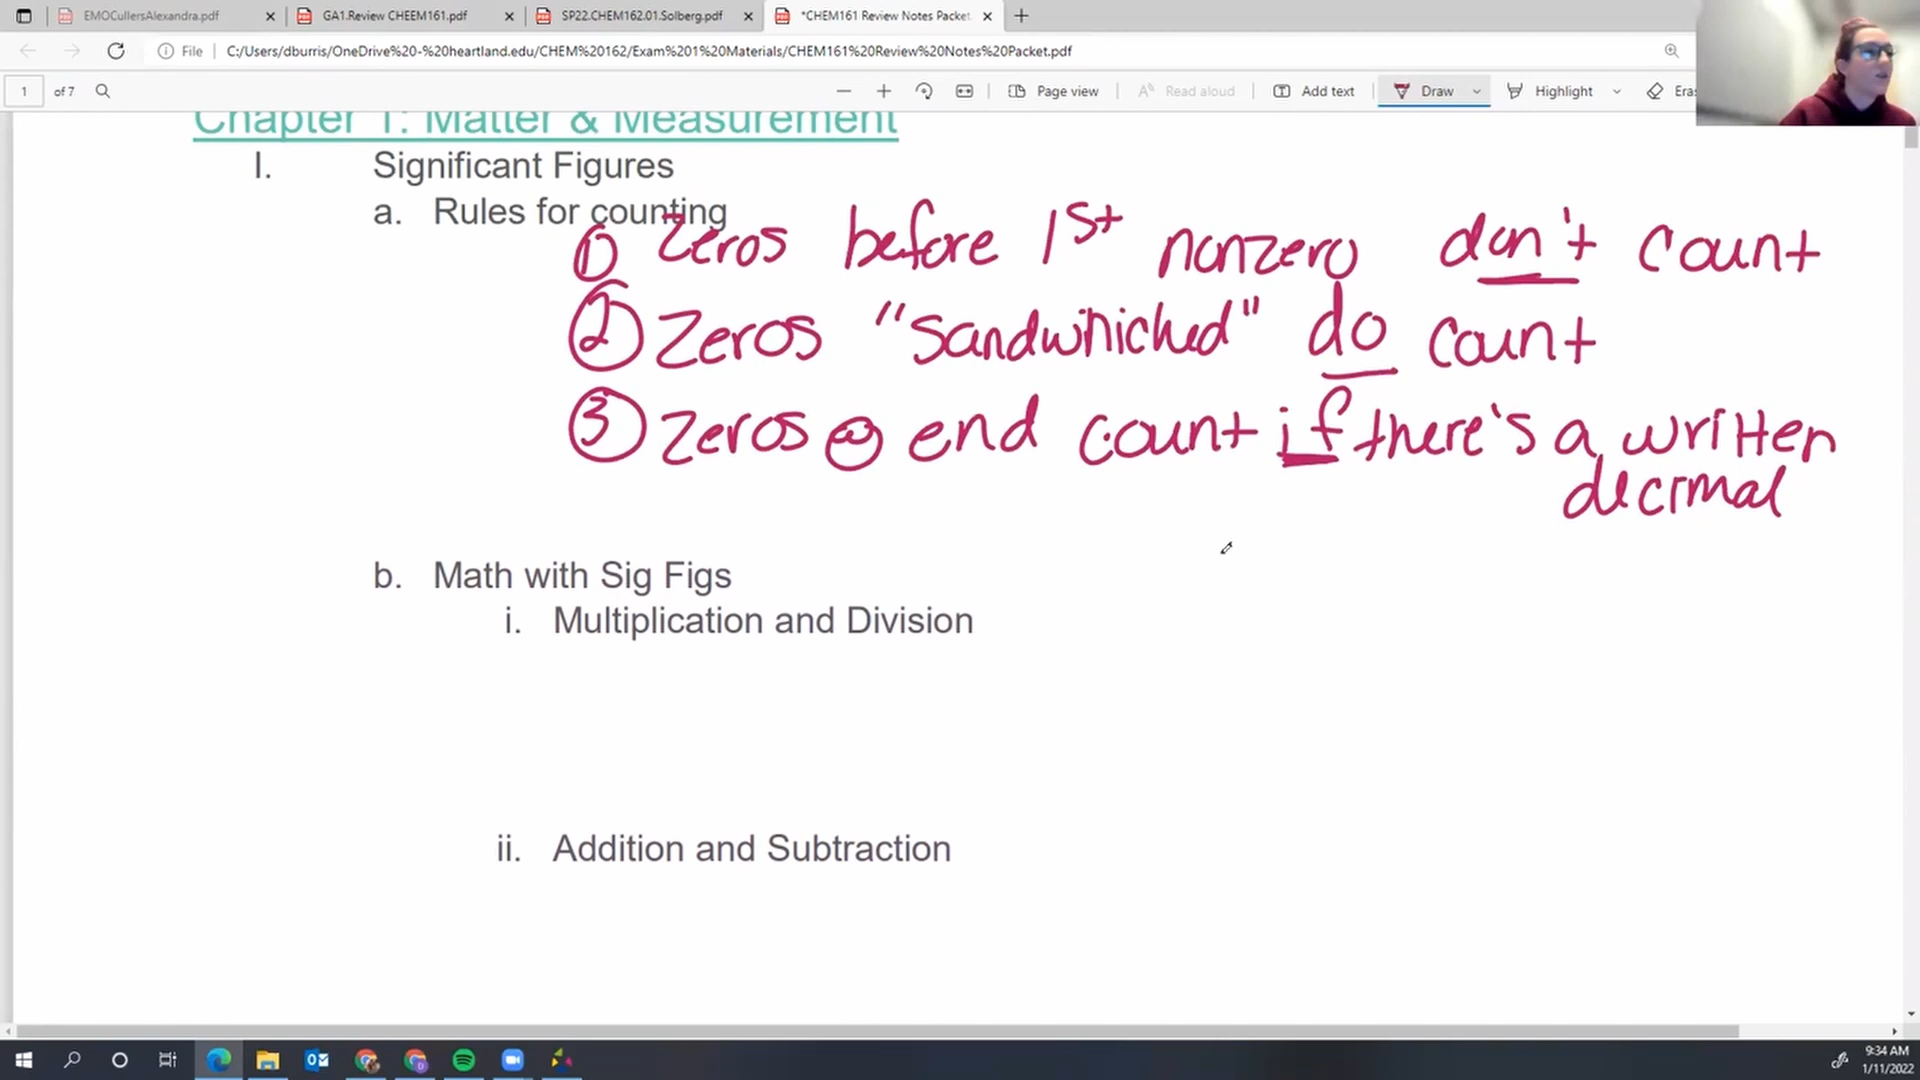 EMOCullersAlexandra.pdf
GA1.Review CHEEM161.pdf
SP22.CHEM162.01.Solberg.pdf
*CHEM161 Review Notes Packet
File C:/Users/dburris/OneDrive%20-%20heartland.edu/CHEM%20162/Exam%201%20Materials/CHEM161%20Review%20Notes%20Packet.pdf
1 of 7 Page view Read aloud Add text Draw Highlight Eras
Chapter 1: Matter & Measurement
I. Significant Figures
a. Rules for counting
① Zeros before 1st nonzero don't count
② Zeros "Sandwhiched" do count
③ Zeros @ end count if there's a written
decimal
b. Math with Sig Figs
i. Multiplication and Division
ii. Addition and Subtraction
9:34 AM
1/11/2022